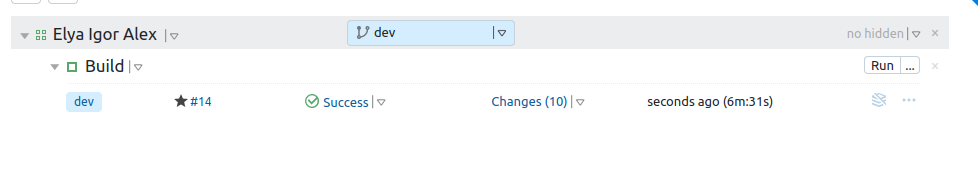 Elya Igor Alex dev no hidden
Build Run ...
dev #14 Success Changes (10) seconds ago (6m:31s)